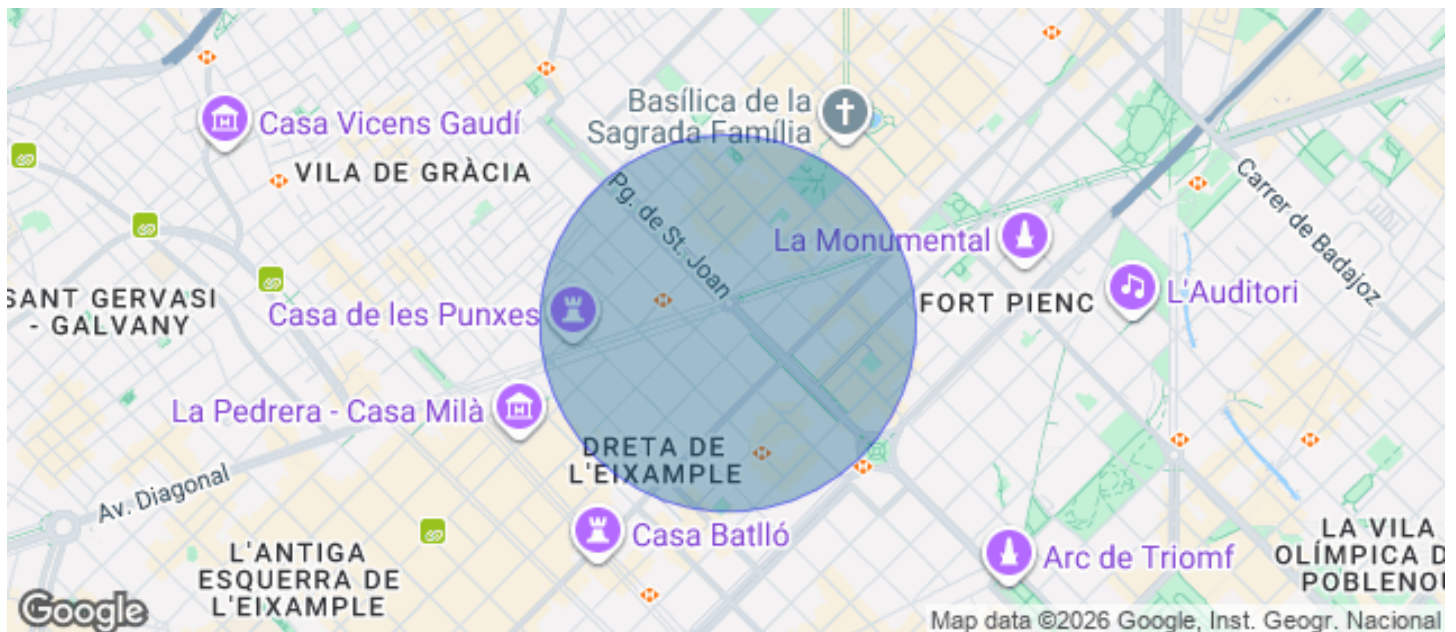 Basílica de la
Sagrada Família
Casa Vicens Gaudí
VILA DE GRÀCIA
Pg. de St. Joan
Carrer de Badajoz
La Monumental
SANT GERVASI
- GALVANY
Casa de les Punxes
FORT PIENC
L'Auditori
La Pedrera - Casa Milà
DRETA DE
L'EIXAMPLE
Av. Diagonal
Casa Batlló
L'ANTIGA
ESQUERRA DE
L'EIXAMPLE
Arc de Triomf
LA VILA
OLÍMPICA D
POBLENOU
Google
Map data ©2026 Google, Inst. Geogr. Nacional